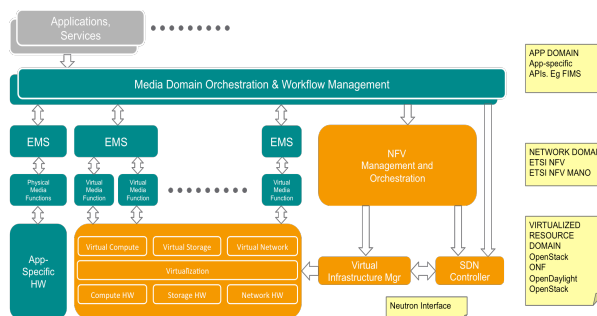 Applications,
Services
Media Domain Orchestration & Workflow Management
APP DOMAIN
App-specific
APIs. Eg FIMS
EMS
EMS
EMS
NFV
Management and
Orchestration
NETWORK DOMAI
ETSI NFV
ETSI NFV MANO
Physical
Media
Functions
Virtual
Media
Function
Virtual
Media
Function
Virtual
Media
Function
App-
Specific
HW
Virtual Compute
Virtual Storage
Virtual Network
Virtualization
Compute HW
Storage HW
Network HW
Virtual
Infrastructure Mgr
SDN
Controller
VIRTUALIZED
RESOURCE
DOMAIN
OpenStack
ONF
OpenDaylight
OpenStack
Neutron Interface